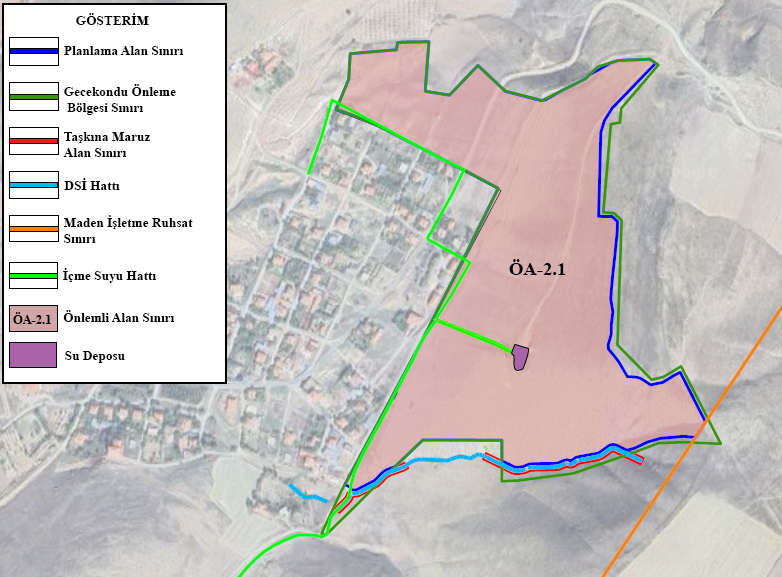 GÖSTERİM
Planlama Alan Sınırı
Gecekondu Önleme
Bölgesi Sınırı
Taşkına Maruz
Alan Sınırı
DSİ Hattı
Maden İşletme Ruhsat
Sınırı
İçme Suyu Hattı
ÖA-2.1 Önlemli Alan Sınırı
Su Deposu
ÖA-2.1